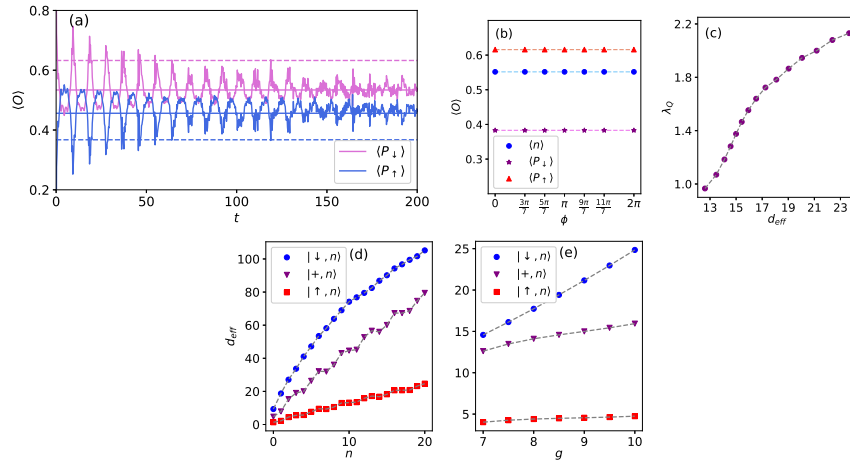 (a)
0.8
0.6
0.4
0.2
⟨O⟩
⟨P↓⟩
⟨P↑⟩
0 50 100 150 200
t
(b)
0.6
0.5
0.4
0.3
⟨O⟩
⟨n⟩
⟨P↓⟩
⟨P↑⟩
0 3π/7 5π/7 π 9π/7 11π/7 2π
ϕ
(c)
2.2
1.8
1.4
1.0
λ_Q
13 15 17 19 21 23
d_eff
(d)
100
80
60
40
20
0
d_eff
|↓, n⟩
|+, n⟩
|↑, n⟩
0 10 20
n
(e)
25
20
15
10
5
|↓, n⟩
|+, n⟩
|↑, n⟩
7 8 9 10
g